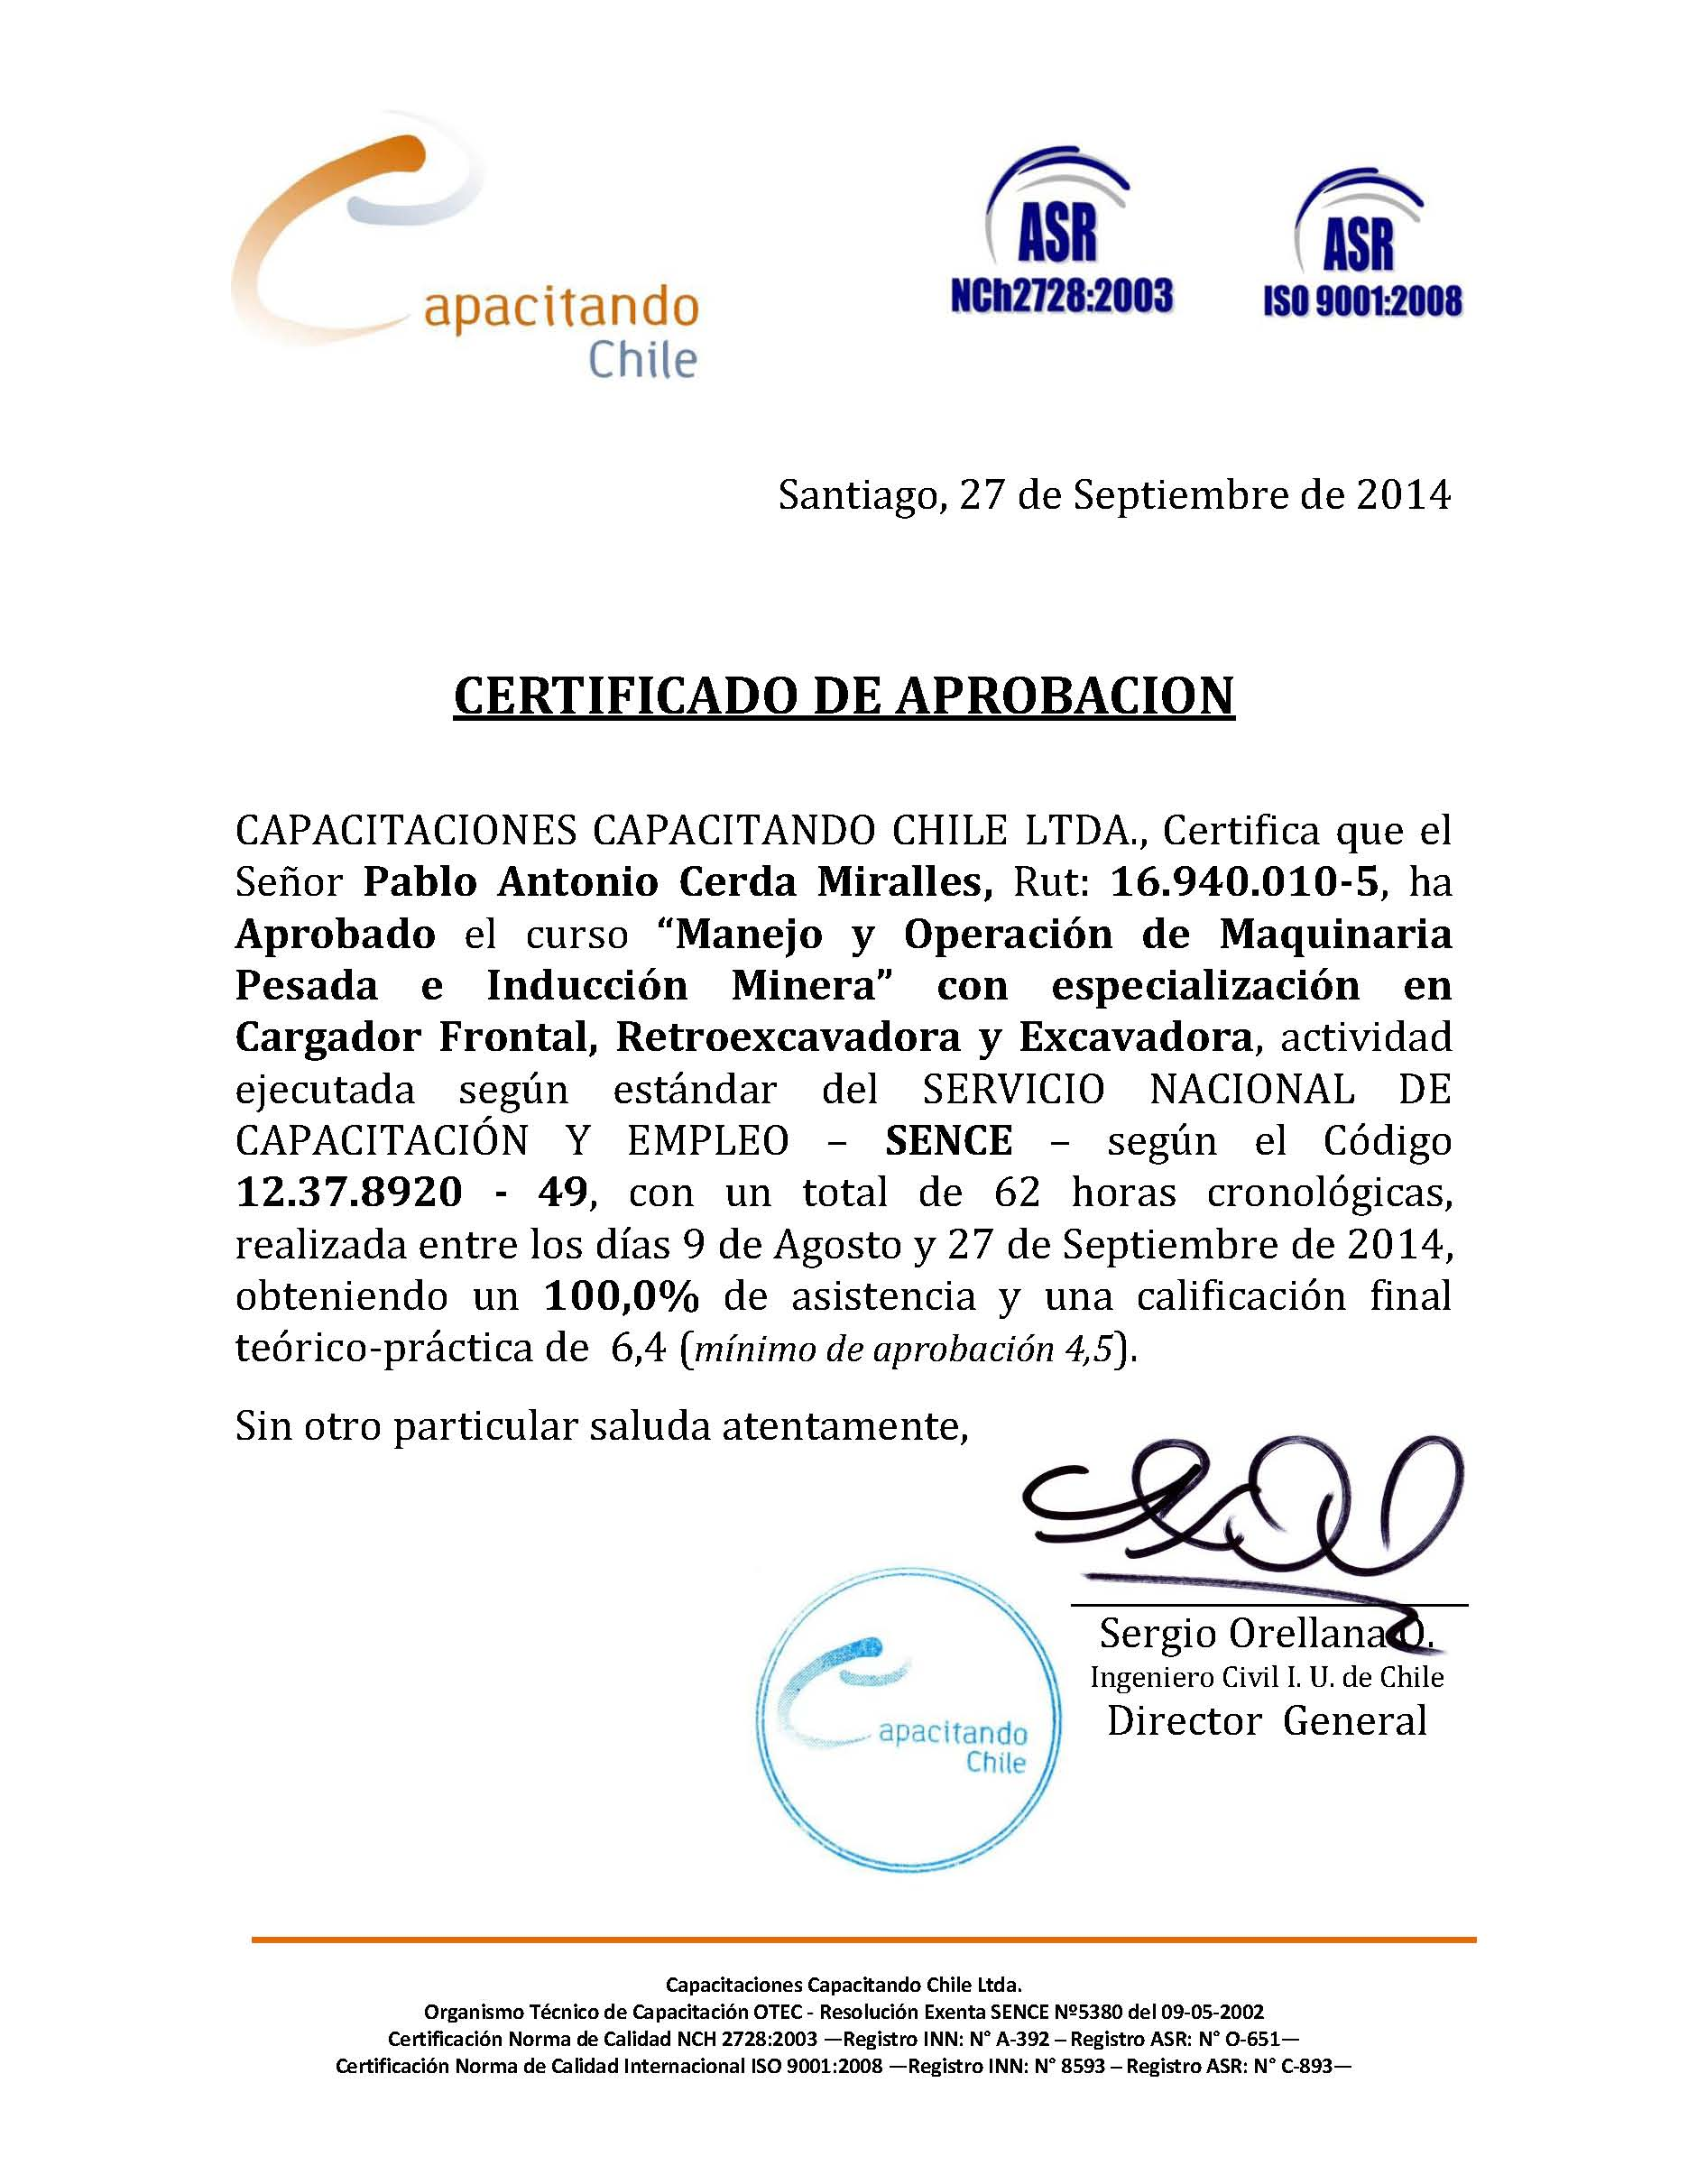 Capacitando
Chile
ASR
NCh2728:2003
ASR
ISO 9001:2008
Santiago, 27 de Septiembre de 2014
CERTIFICADO DE APROBACION
CAPACITACIONES CAPACITANDO CHILE LTDA., Certifica que el
Señor Pablo Antonio Cerda Miralles, Rut: 16.940.010-5, ha
Aprobado el curso “Manejo y Operación de Maquinaria
Pesada e Inducción Minera” con especialización en
Cargador Frontal, Retroexcavadora y Excavadora, actividad
ejecutada según estándar del SERVICIO NACIONAL DE
CAPACITACIÓN Y EMPLEO – SENCE – según el Código
12.37.8920 - 49, con un total de 62 horas cronológicas,
realizada entre los días 9 de Agosto y 27 de Septiembre de 2014,
obteniendo un 100,0% de asistencia y una calificación final
teórico-práctica de 6,4 (mínimo de aprobación 4,5).
Sin otro particular saluda atentamente,
Sergio Orellana O.
Ingeniero Civil I. U. de Chile
Director General
Capacitando
Chile
Capacitaciones Capacitando Chile Ltda.
Organismo Técnico de Capacitación OTEC - Resolución Exenta SENCE Nº5380 del 09-05-2002
Certificación Norma de Calidad NCH 2728:2003 —Registro INN: N° A-392 – Registro ASR: N° O-651—
Certificación Norma de Calidad Internacional ISO 9001:2008 —Registro INN: N° 8593 – Registro ASR: N° C-893—